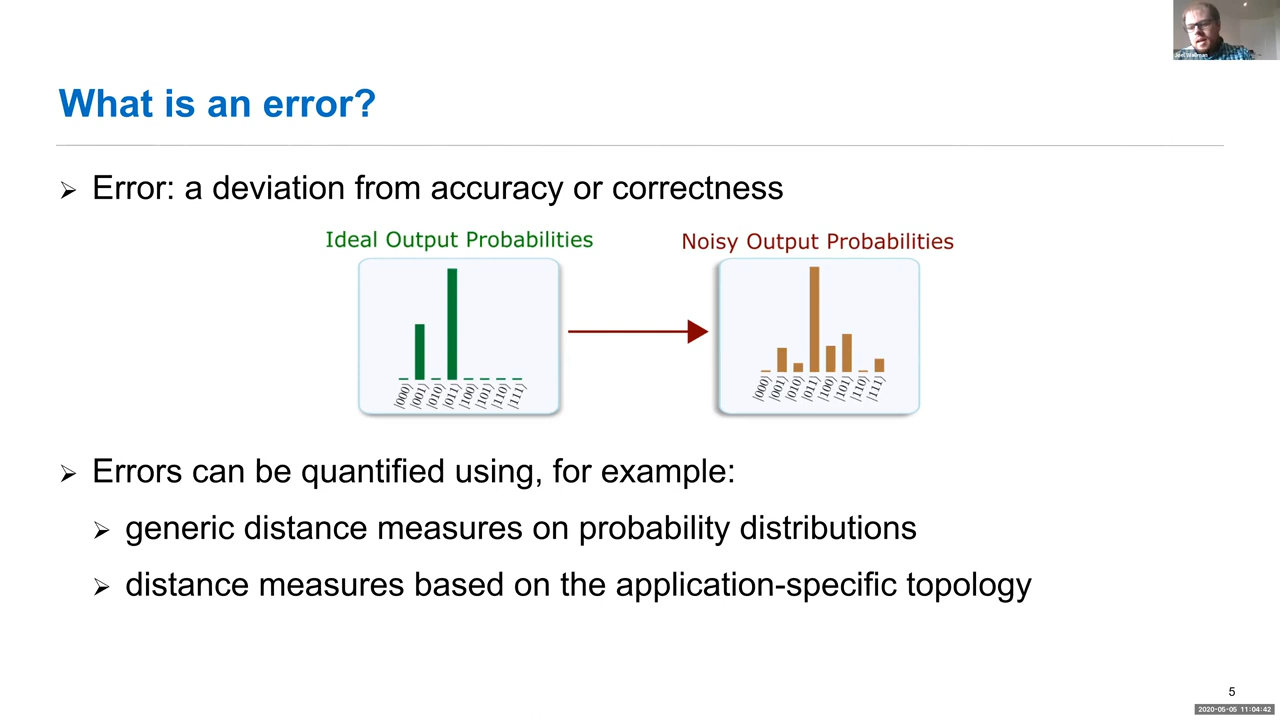 Joel Wallman
What is an error?
➢ Error: a deviation from accuracy or correctness
Ideal Output Probabilities
Noisy Output Probabilities
|000⟩ |001⟩ |010⟩ |011⟩ |100⟩ |101⟩ |110⟩ |111⟩
|000⟩ |001⟩ |010⟩ |011⟩ |100⟩ |101⟩ |110⟩ |111⟩
➢ Errors can be quantified using, for example:
➢ generic distance measures on probability distributions
➢ distance measures based on the application-specific topology
5
2020-05-05 11:04:42